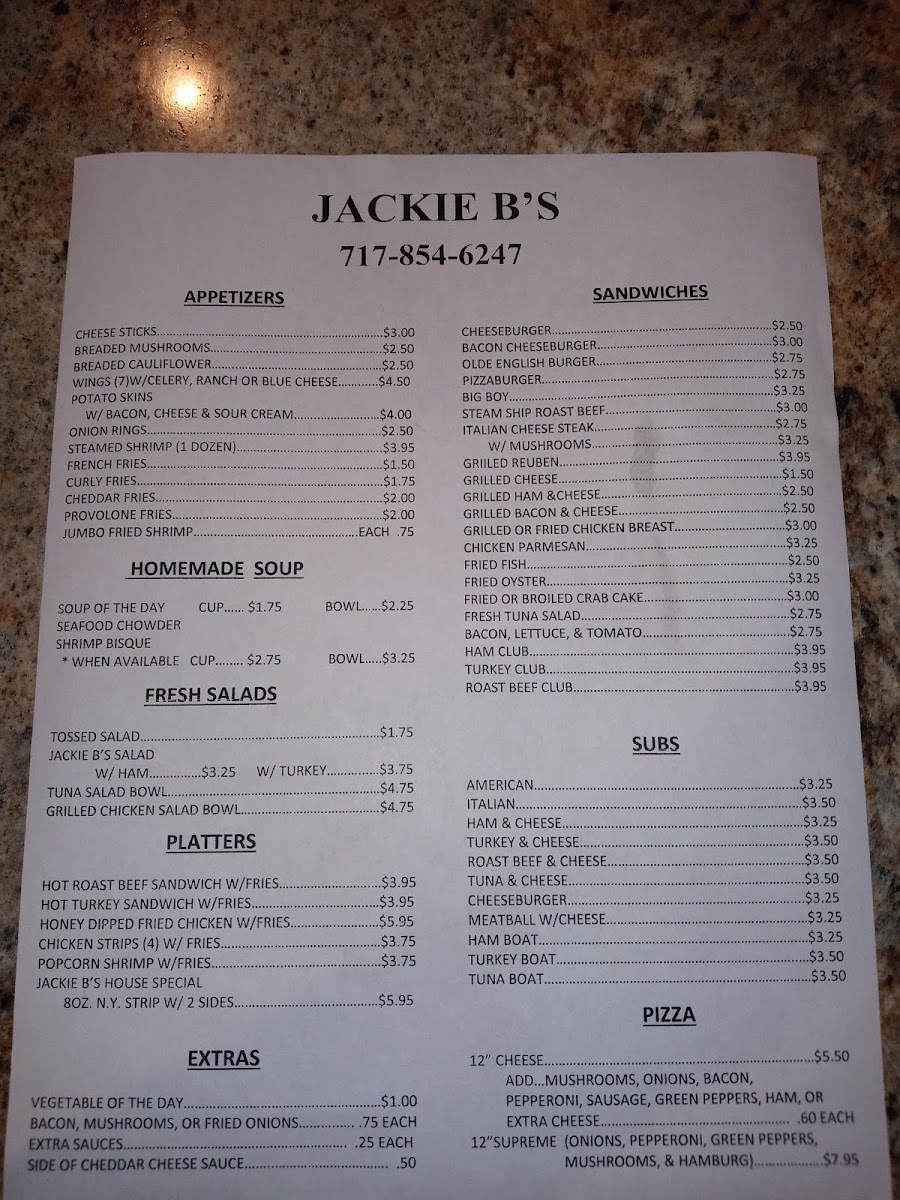 JACKIE B'S
717-854-6247
APPETIZERS
CHEESE STICKS.....$3.00
BREADED MUSHROOMS.....$2.50
BREADED CAULIFLOWER.....$2.50
WINGS (7)W/CELERY, RANCH OR BLUE CHEESE.....$4.50
POTATO SKINS
W/ BACON, CHEESE & SOUR CREAM.....$4.00
ONION RINGS.....$2.50
STEAMED SHRIMP (1 DOZEN).....$3.95
FRENCH FRIES.....$1.50
CURLY FRIES.....$1.75
CHEDDAR FRIES.....$2.00
PROVOLONE FRIES.....$2.00
JUMBO FRIED SHRIMP.....EACH .75
HOMEMADE SOUP
SOUP OF THE DAY CUP...... $1.75 BOWL......$2.25
SEAFOOD CHOWDER
SHRIMP BISQUE
* WHEN AVAILABLE CUP........ $2.75 BOWL.....$3.25
FRESH SALADS
TOSSED SALAD.....$1.75
JACKIE B'S SALAD
W/ HAM.....$3.25 W/ TURKEY.....$3.75
TUNA SALAD BOWL.....$4.75
GRILLED CHICKEN SALAD BOWL.....$4.75
PLATTERS
HOT ROAST BEEF SANDWICH W/FRIES.....$3.95
HOT TURKEY SANDWICH W/FRIES.....$3.95
HONEY DIPPED FRIED CHICKEN W/FRIES.....$5.95
CHICKEN STRIPS (4) W/ FRIES.....$3.75
POPCORN SHRIMP W/FRIES.....$3.75
JACKIE B'S HOUSE SPECIAL
8OZ. N.Y. STRIP W/ 2 SIDES.....$5.95
EXTRAS
VEGETABLE OF THE DAY.....$1.00
BACON, MUSHROOMS, OR FRIED ONIONS..... .75 EACH
EXTRA SAUCES..... .25 EACH
SIDE OF CHEDDAR CHEESE SAUCE..... .50
SANDWICHES
CHEESEBURGER.....$2.50
BACON CHEESEBURGER.....$3.00
OLDE ENGLISH BURGER.....$2.75
PIZZABURGER.....$2.75
BIG BOY.....$3.25
STEAM SHIP ROAST BEEF.....$3.00
ITALIAN CHEESE STEAK.....$2.75
W/ MUSHROOMS.....$3.25
GRIILED REUBEN.....$3.95
GRILLED CHEESE.....$1.50
GRILLED HAM &CHEESE.....$2.50
GRILLED BACON & CHEESE.....$2.50
GRILLED OR FRIED CHICKEN BREAST.....$3.00
CHICKEN PARMESAN.....$3.25
FRIED FISH.....$2.50
FRIED OYSTER.....$3.25
FRIED OR BROILED CRAB CAKE.....$3.00
FRESH TUNA SALAD.....$2.75
BACON, LETTUCE, & TOMATO.....$2.75
HAM CLUB.....$3.95
TURKEY CLUB.....$3.95
ROAST BEEF CLUB.....$3.95
SUBS
AMERICAN.....$3.25
ITALIAN.....$3.50
HAM & CHEESE.....$3.25
TURKEY & CHEESE.....$3.50
ROAST BEEF & CHEESE.....$3.50
TUNA & CHEESE.....$3.50
CHEESEBURGER.....$3.25
MEATBALL W/CHEESE.....$3.25
HAM BOAT.....$3.25
TURKEY BOAT.....$3.50
TUNA BOAT.....$3.50
PIZZA
12" CHEESE.....$5.50
ADD...MUSHROOMS, ONIONS, BACON,
PEPPERONI, SAUSAGE, GREEN PEPPERS, HAM, OR
EXTRA CHEESE..... .60 EACH
12"SUPREME (ONIONS, PEPPERONI, GREEN PEPPERS,
MUSHROOMS, & HAMBURG).....$7.95